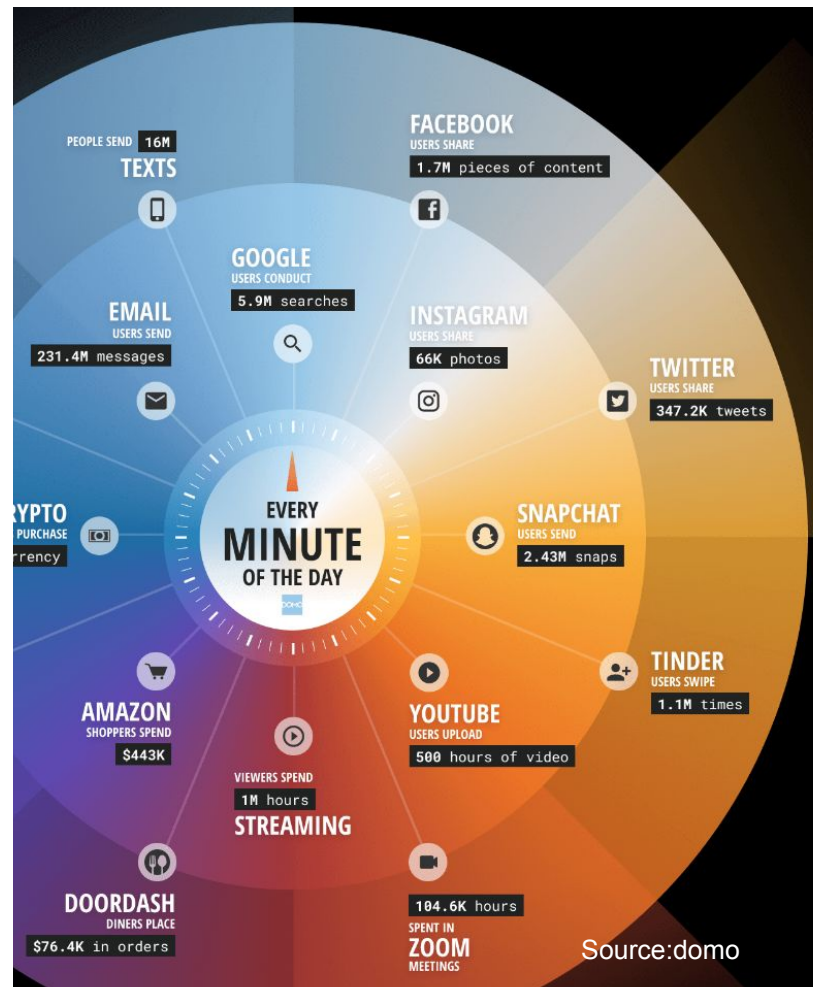 PEOPLE SEND 16M
TEXTS
FACEBOOK
USERS SHARE
1.7M pieces of content
GOOGLE
USERS CONDUCT
5.9M searches
EMAIL
USERS SEND
231.4M messages
INSTAGRAM
USERS SHARE
66K photos
TWITTER
USERS SHARE
347.2K tweets
RYPTO
PURCHASE
rrency
EVERY
MINUTE
OF THE DAY
DOMO
SNAPCHAT
USERS SEND
2.43M snaps
TINDER
USERS SWIPE
1.1M times
AMAZON
SHOPPERS SPEND
$443K
YOUTUBE
USERS UPLOAD
500 hours of video
VIEWERS SPEND
1M hours
STREAMING
DOORDASH
DINERS PLACE
$76.4K in orders
104.6K hours
SPENT IN
ZOOM
MEETINGS
Source:domo